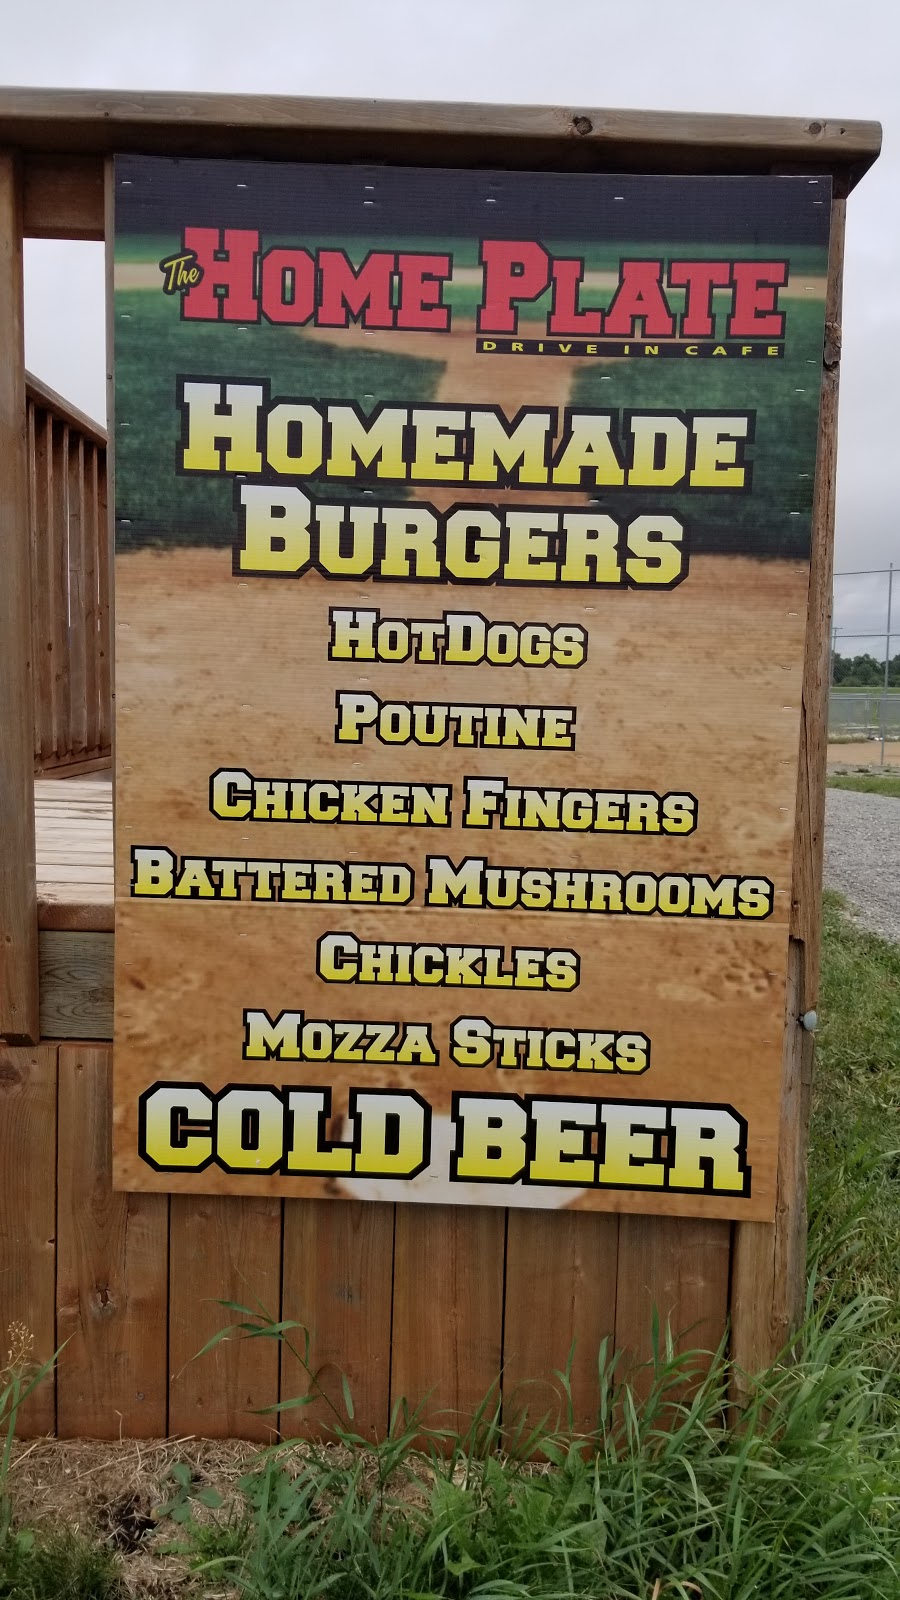 The Home Plate
DRIVE IN CAFE
Homemade
Burgers
HotDogs
Poutine
Chicken Fingers
Battered Mushrooms
Chickles
Mozza Sticks
COLD BEER